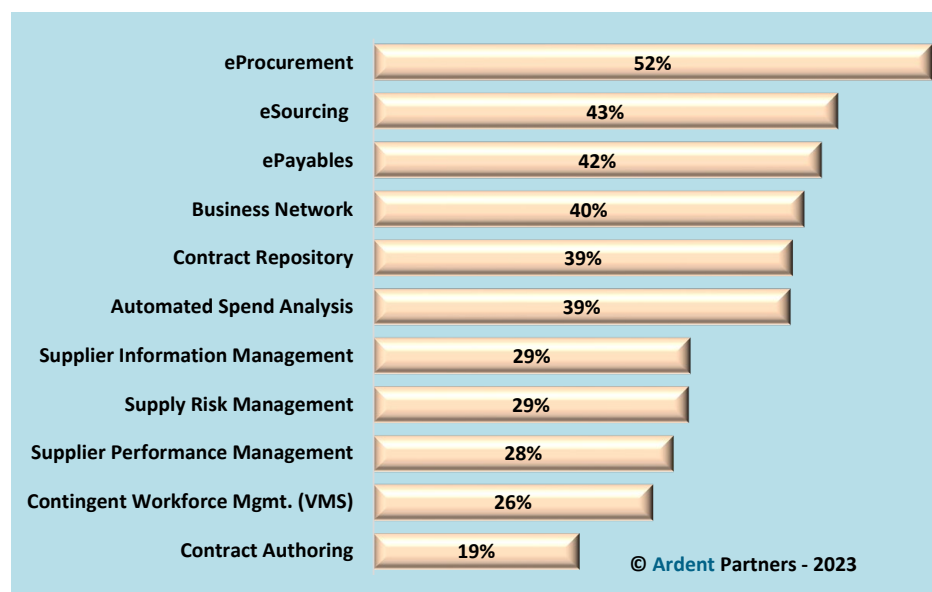 eProcurement 52%
eSourcing 43%
ePayables 42%
Business Network 40%
Contract Repository 39%
Automated Spend Analysis 39%
Supplier Information Management 29%
Supply Risk Management 29%
Supplier Performance Management 28%
Contingent Workforce Mgmt. (VMS) 26%
Contract Authoring 19%
© Ardent Partners - 2023